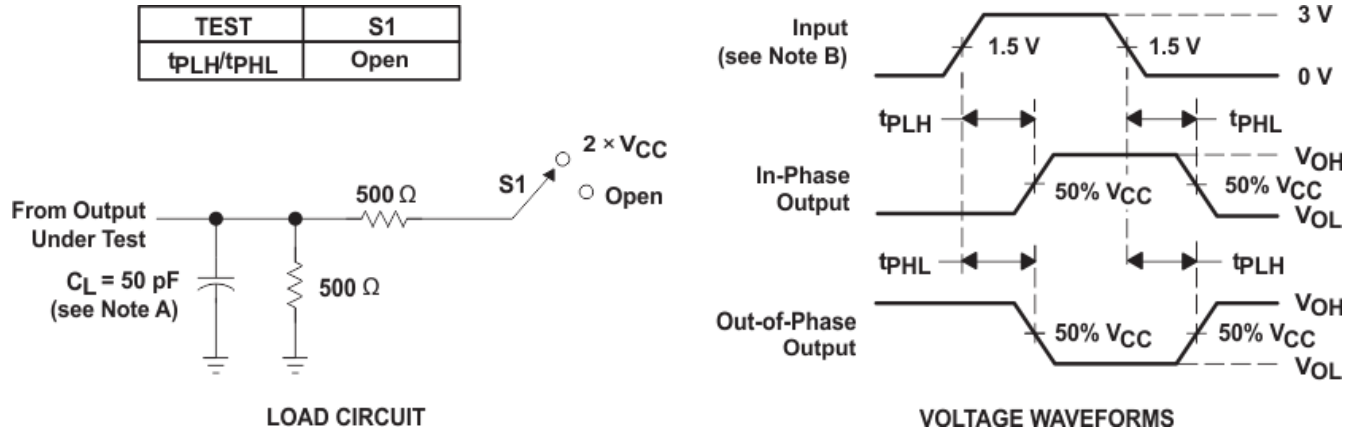 TEST S1
tPLH/tPHL Open
2 × VCC
S1
Open
500 Ω
From Output
Under Test
CL = 50 pF
(see Note A)
500 Ω
LOAD CIRCUIT
Input
(see Note B)
1.5 V
1.5 V
3 V
0 V
tPLH
tPHL
In-Phase
Output
50% VCC
50% VCC
VOH
VOL
tPHL
tPLH
Out-of-Phase
Output
50% VCC
50% VCC
VOH
VOL
VOLTAGE WAVEFORMS